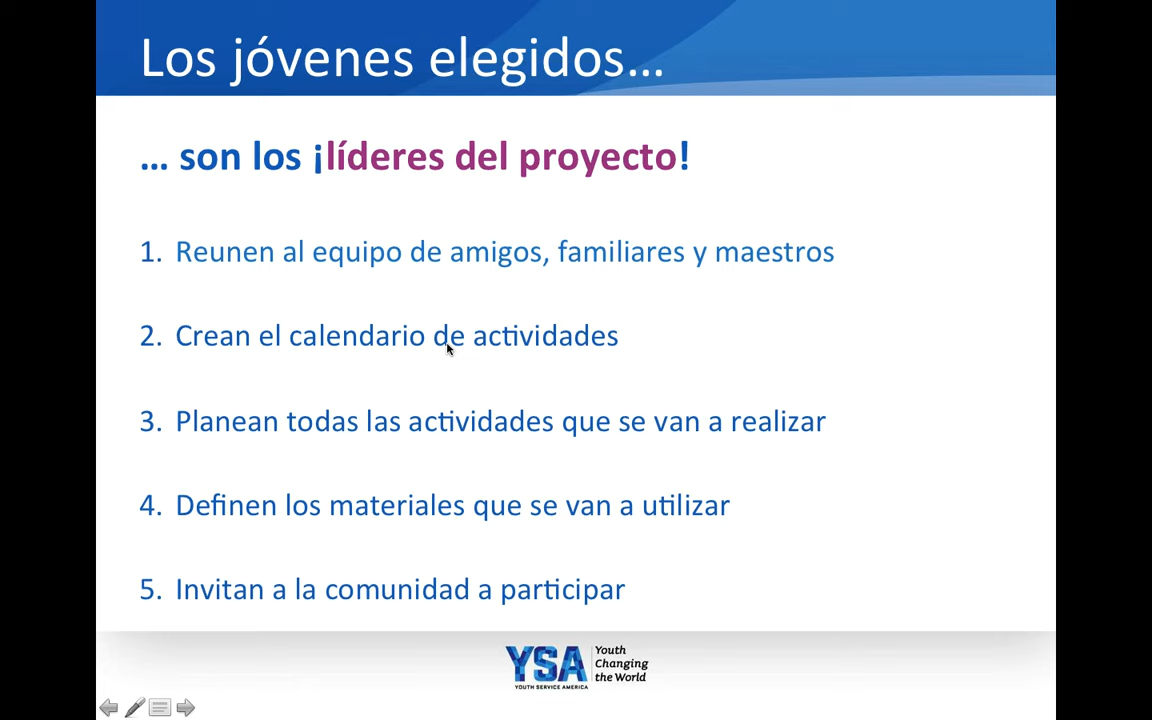 Los jóvenes elegidos...
... son los ¡líderes del proyecto!
1. Reunen al equipo de amigos, familiares y maestros
2. Crean el calendario de actividades
3. Planean todas las actividades que se van a realizar
4. Definen los materiales que se van a utilizar
5. Invitan a la comunidad a participar
YSA
YOUTH SERVICE AMERICA
Youth
Changing
the World